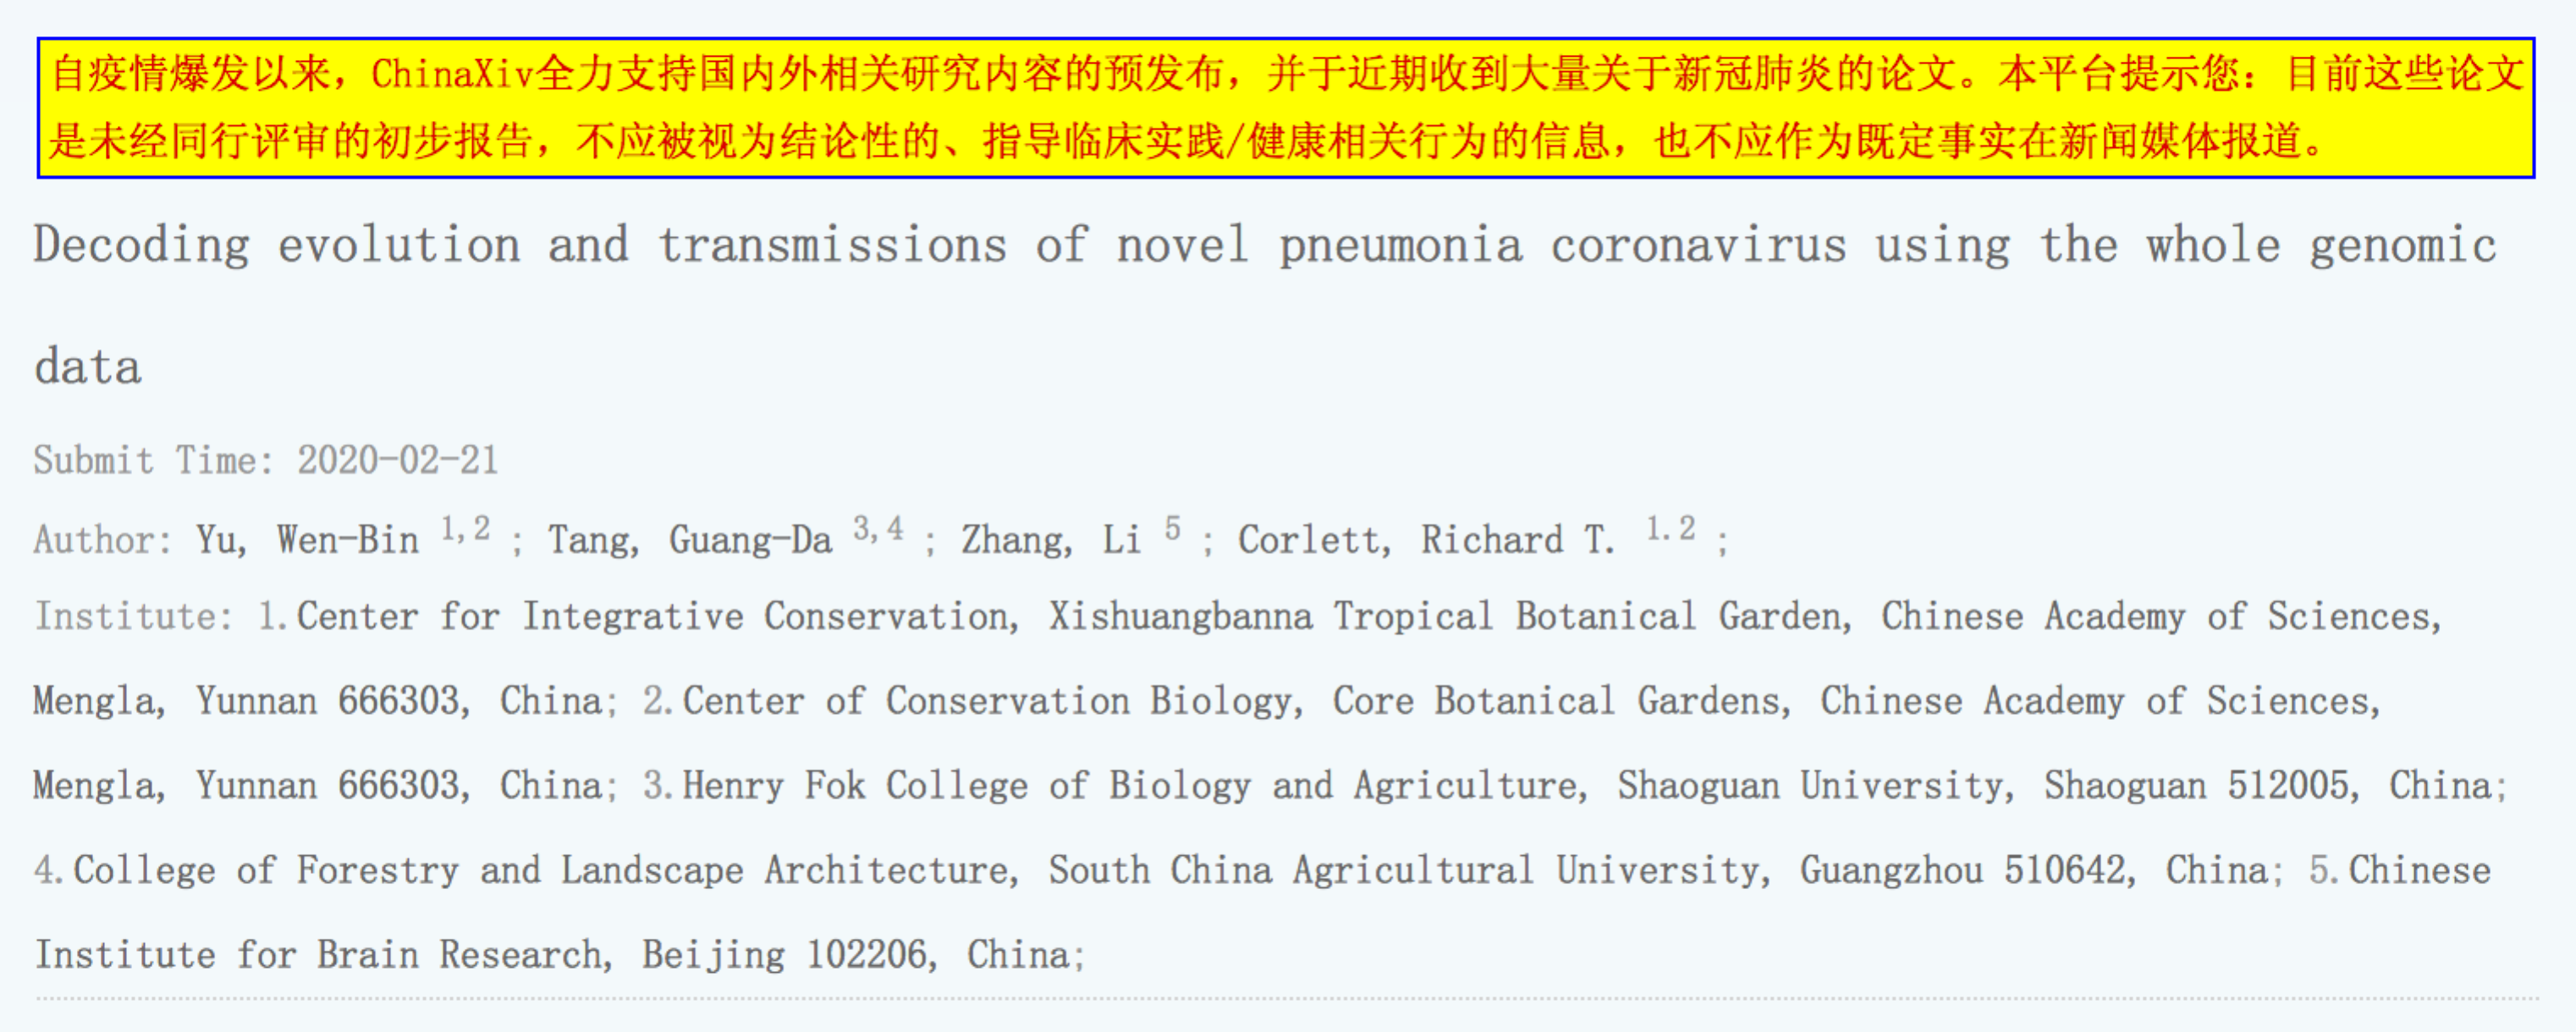 自疫情爆发以来，ChinaXiv全力支持国内外相关研究内容的预发布，并于近期收到大量关于新冠肺炎的论文。本平台提示您：目前这些论文
是未经同行评审的初步报告，不应被视为结论性的、指导临床实践/健康相关行为的信息，也不应作为既定事实在新闻媒体报道。
Decoding evolution and transmissions of novel pneumonia coronavirus using the whole genomic
data
Submit Time: 2020-02-21
Author: Yu, Wen-Bin 1,2 ; Tang, Guang-Da 3,4 ; Zhang, Li 5 ; Corlett, Richard T. 1.2 ;
Institute: 1.Center for Integrative Conservation, Xishuangbanna Tropical Botanical Garden, Chinese Academy of Sciences,
Mengla, Yunnan 666303, China; 2.Center of Conservation Biology, Core Botanical Gardens, Chinese Academy of Sciences,
Mengla, Yunnan 666303, China; 3.Henry Fok College of Biology and Agriculture, Shaoguan University, Shaoguan 512005, China;
4.College of Forestry and Landscape Architecture, South China Agricultural University, Guangzhou 510642, China; 5.Chinese
Institute for Brain Research, Beijing 102206, China;